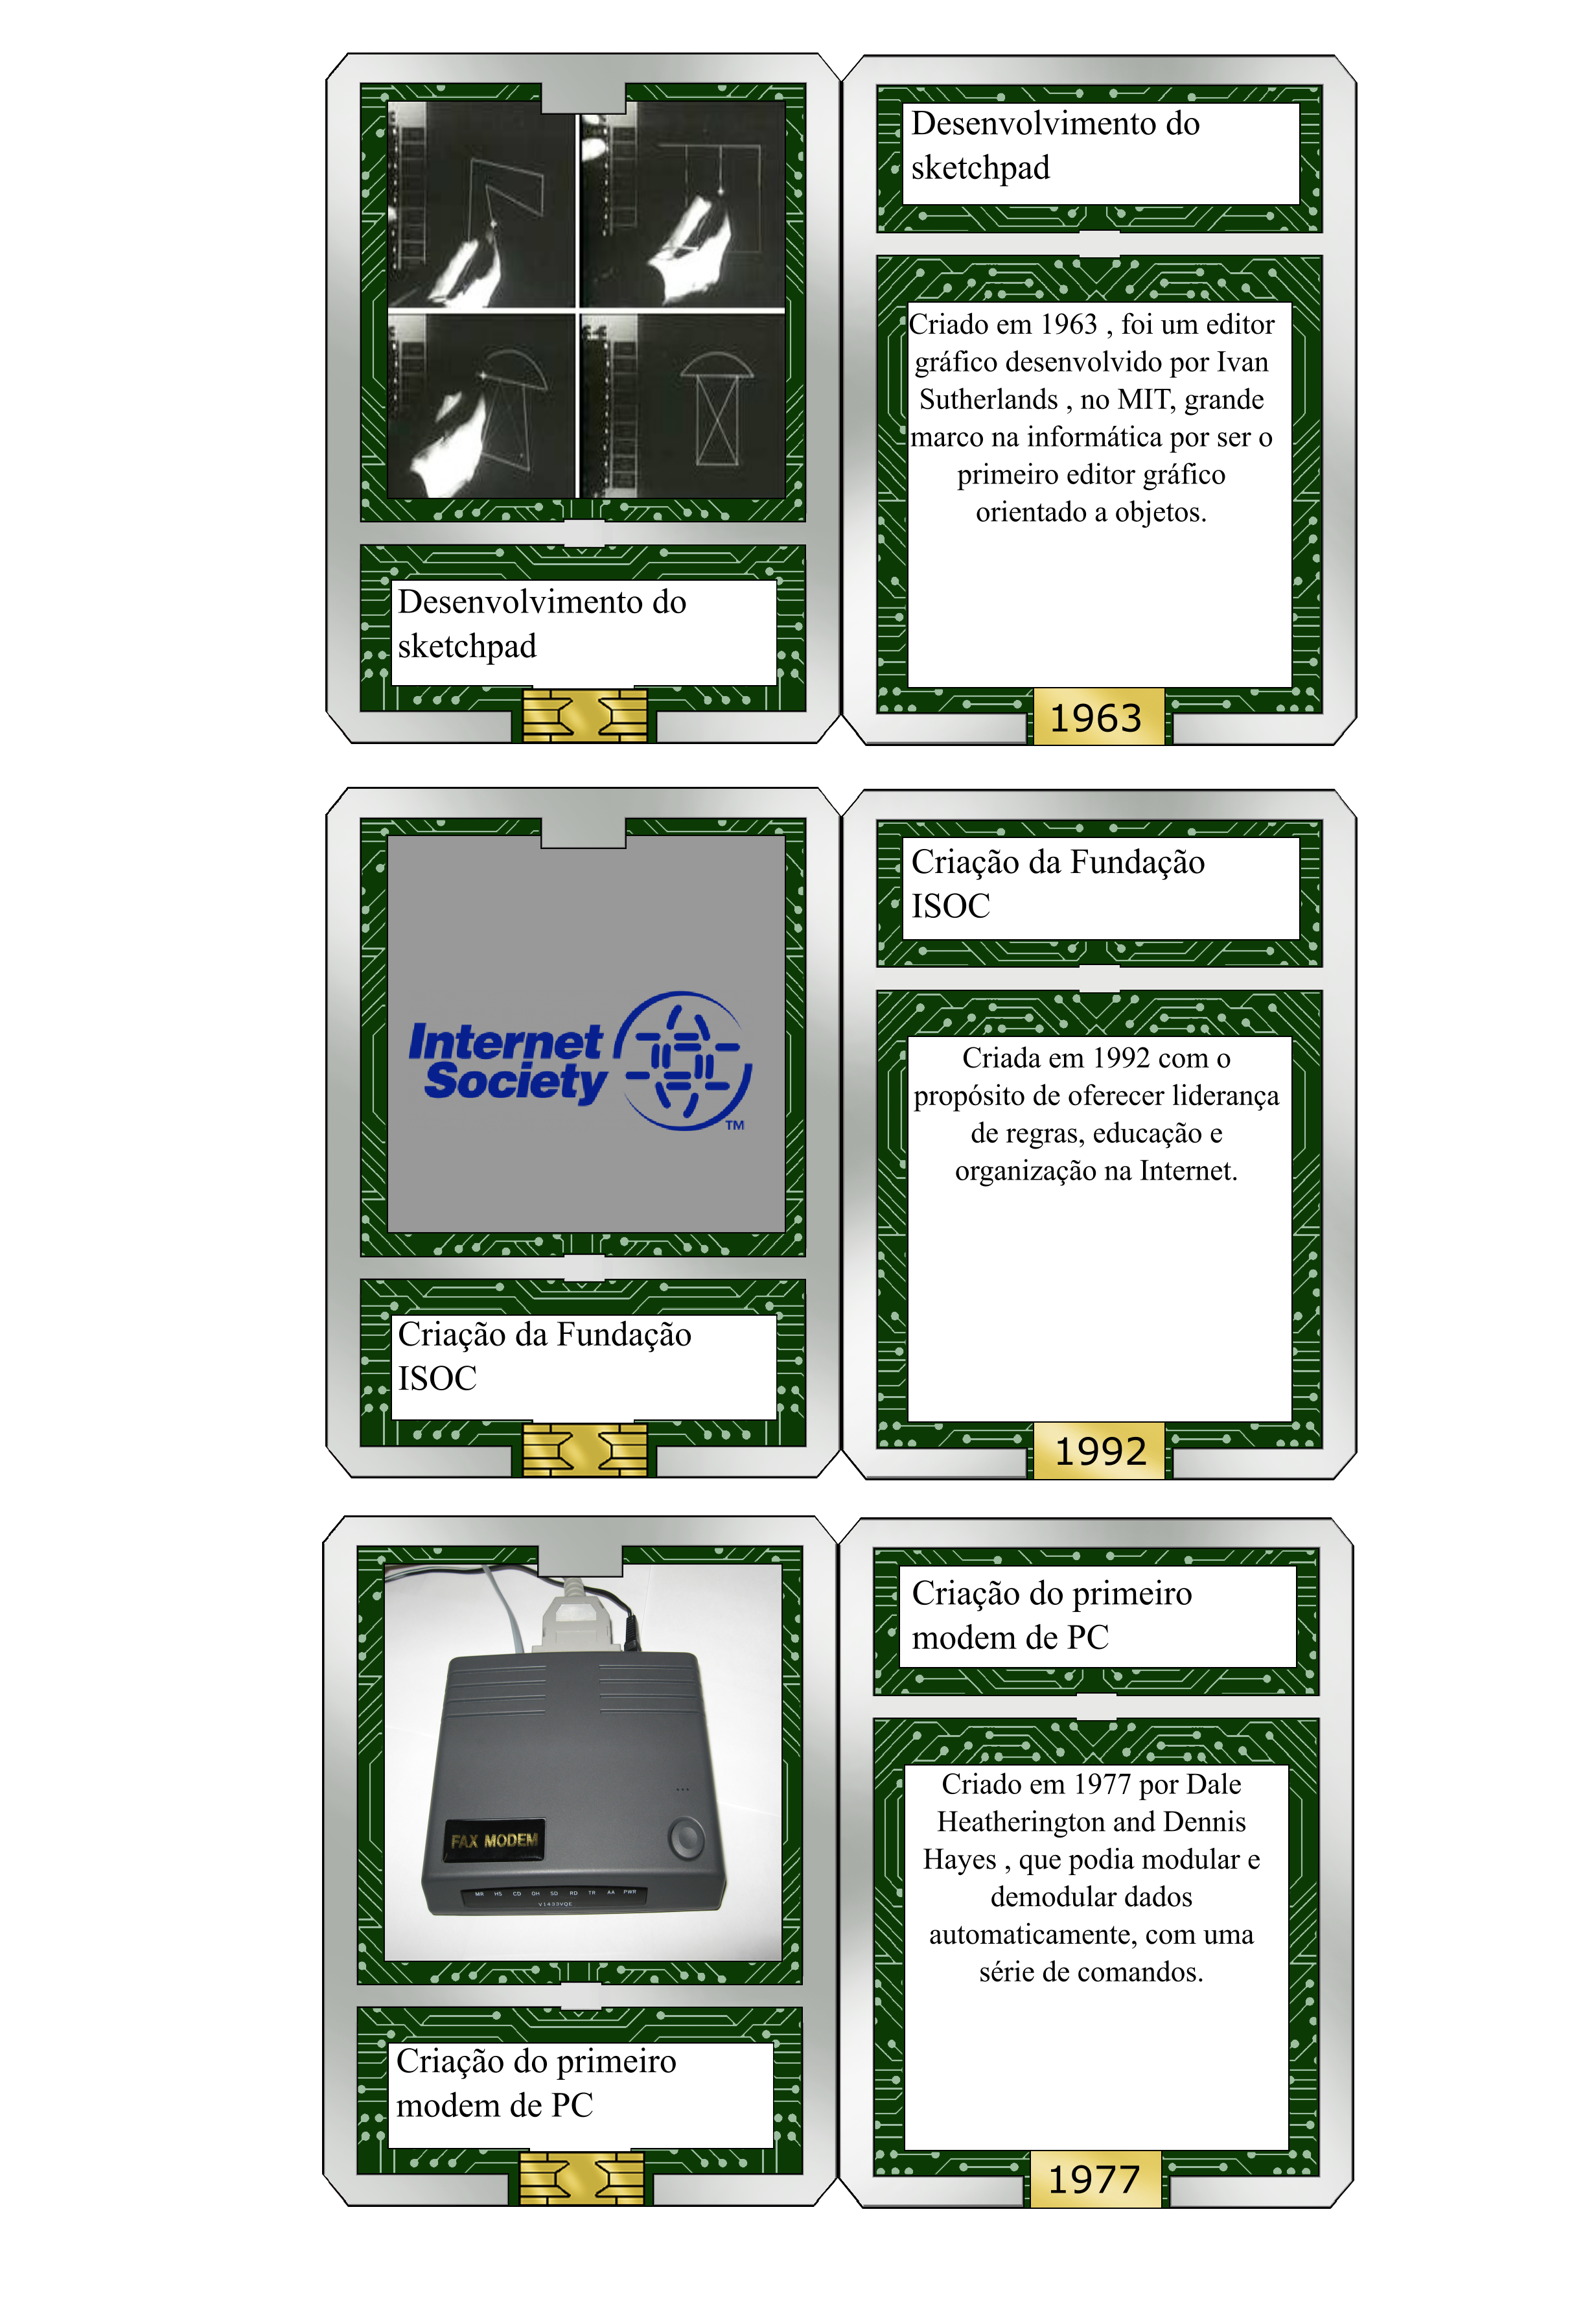 Desenvolvimento do
sketchpad
Desenvolvimento do
sketchpad
Criado em 1963 , foi um editor
gráfico desenvolvido por Ivan
Sutherlands , no MIT, grande
marco na informática por ser o
primeiro editor gráfico
orientado a objetos.
1963
Internet
Society
TM
Criação da Fundação
ISOC
Criação da Fundação
ISOC
Criada em 1992 com o
propósito de oferecer liderança
de regras, educação e
organização na Internet.
1992
FAX MODEM
MR HS CD OH SD RD TR AA PWR
V1433VQE
Criação do primeiro
modem de PC
Criação do primeiro
modem de PC
Criado em 1977 por Dale
Heatherington and Dennis
Hayes , que podia modular e
demodular dados
automaticamente, com uma
série de comandos.
1977